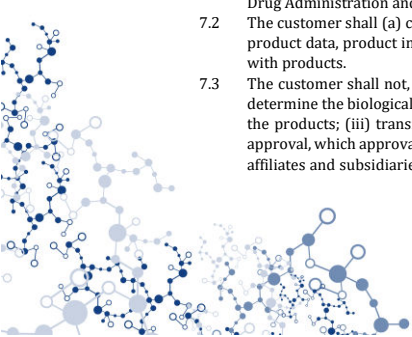 Drug Administration and
7.2 The customer shall (a) c
product data, product in
with products.
7.3 The customer shall not,
determine the biological
the products; (iii) trans
approval, which approva
affiliates and subsidiarie